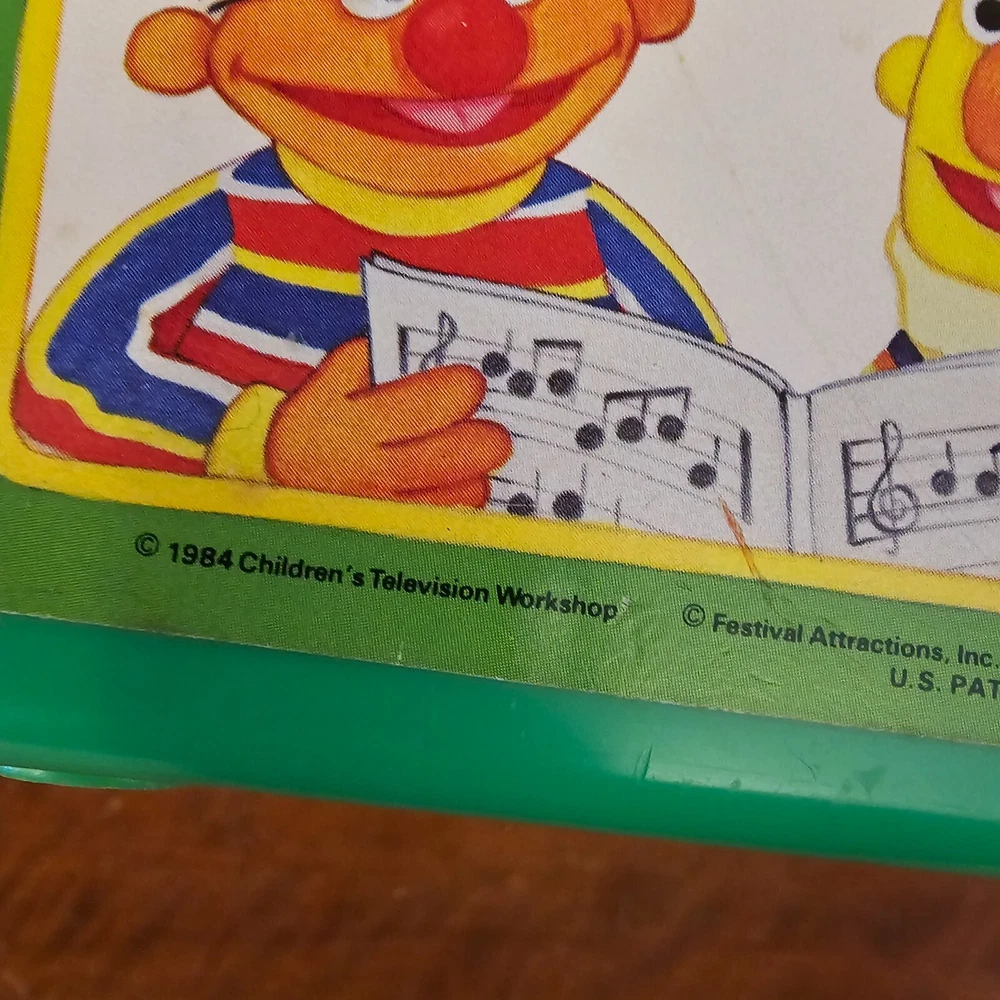 © 1984 Children's Television Workshop
© Festival Attractions, Inc.
U.S. PAT